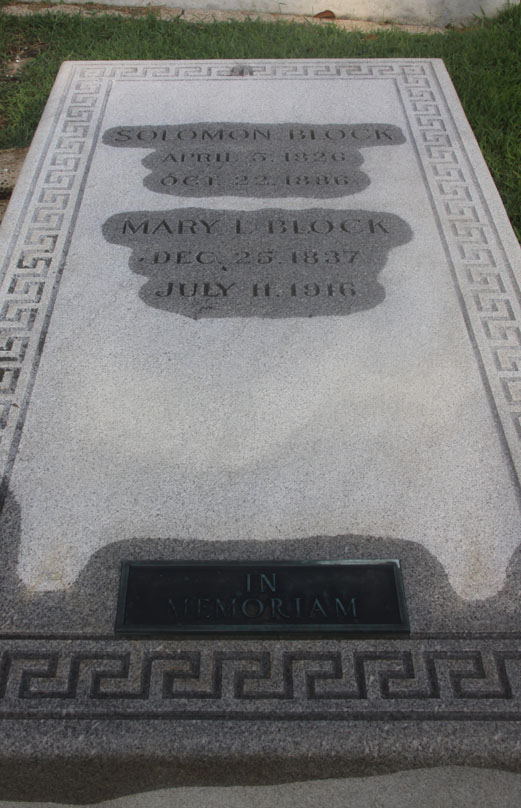 SOLOMON BLOCK
APRIL 5. 1826
OCT. 22. 1886
MARY L. BLOCK
DEC. 25. 1837
JULY 11. 1916
IN
MEMORIAM